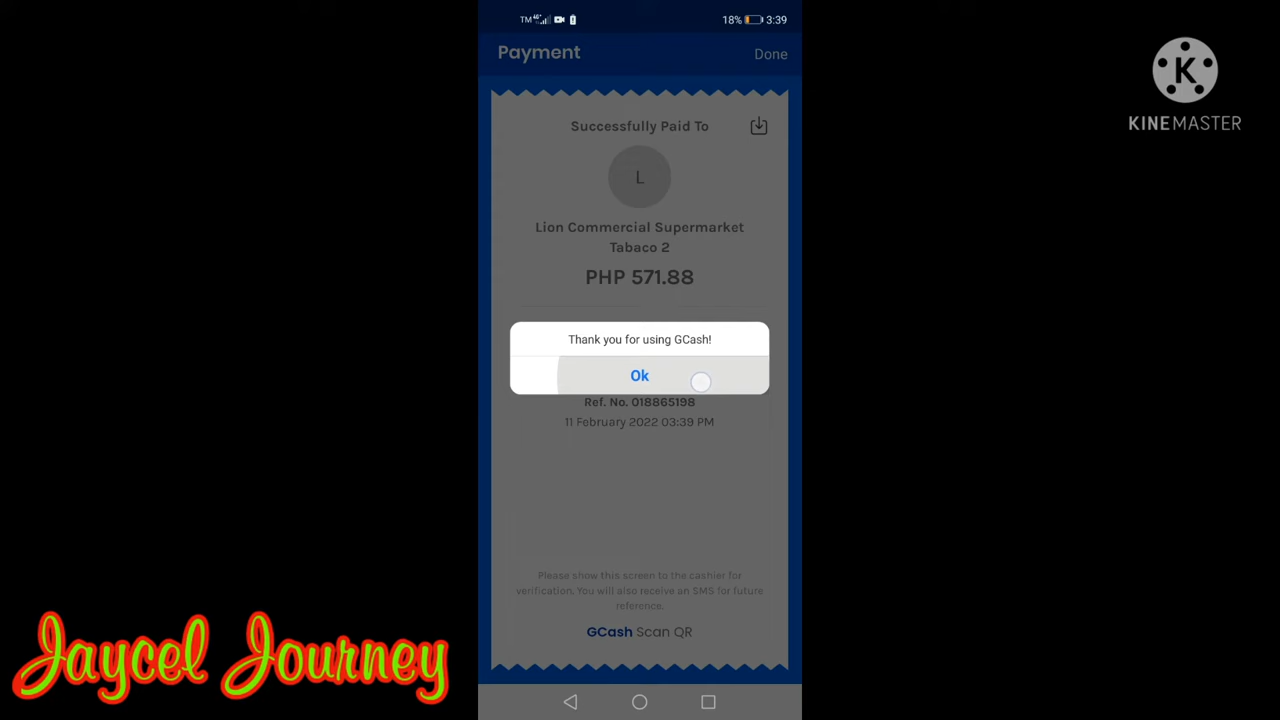 TM 4G 18% 3:39
Payment Done
K
KINEMASTER
Successfully Paid To
L
Lion Commercial Supermarket
Tabaco 2
PHP 571.88
Thank you for using GCash!
Ok
Ref. No. 018865198
11 February 2022 03:39 PM
Please show this screen to the cashier for
verification. You will also receive an SMS for future
reference.
GCash Scan QR
Jaycel Journey